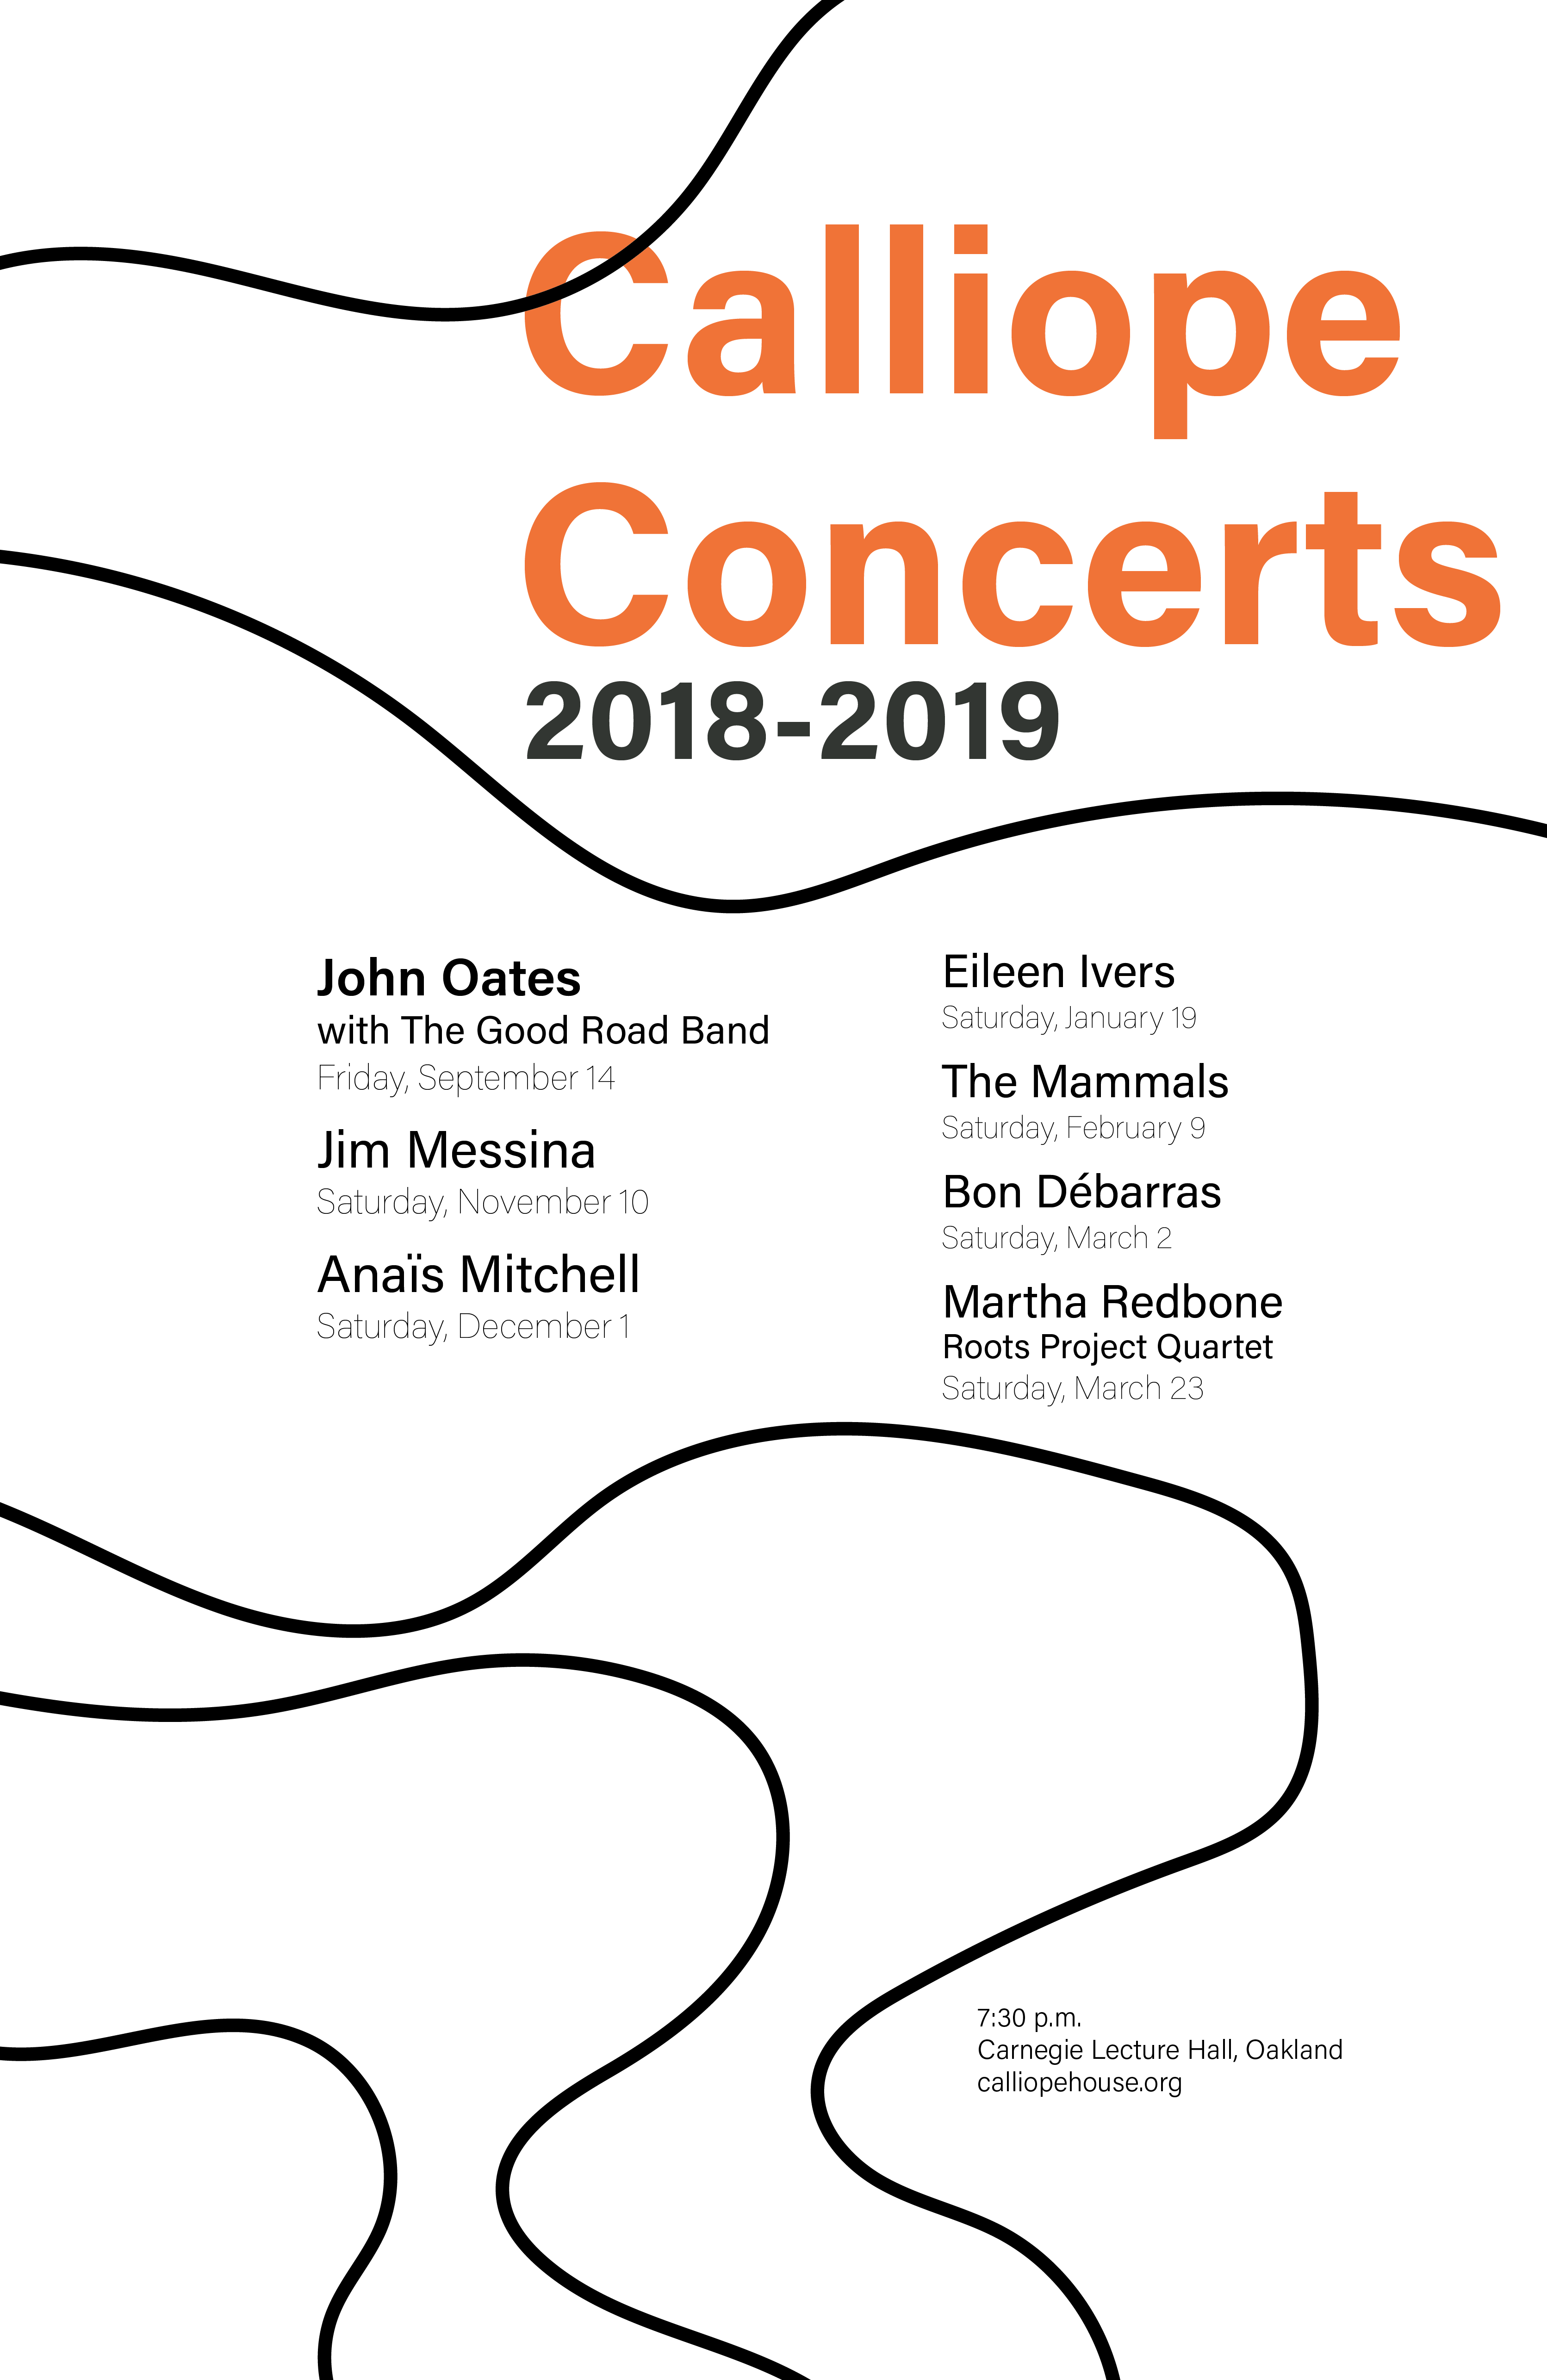 Calliope
Concerts
2018-2019
John Oates
with The Good Road Band
Friday, September 14
Jim Messina
Saturday, November 10
Anaïs Mitchell
Saturday, December 1
Eileen Ivers
Saturday, January 19
The Mammals
Saturday, February 9
Bon Débarras
Saturday, March 2
Martha Redbone
Roots Project Quartet
Saturday, March 23
7:30 p.m.
Carnegie Lecture Hall, Oakland
calliopehouse.org